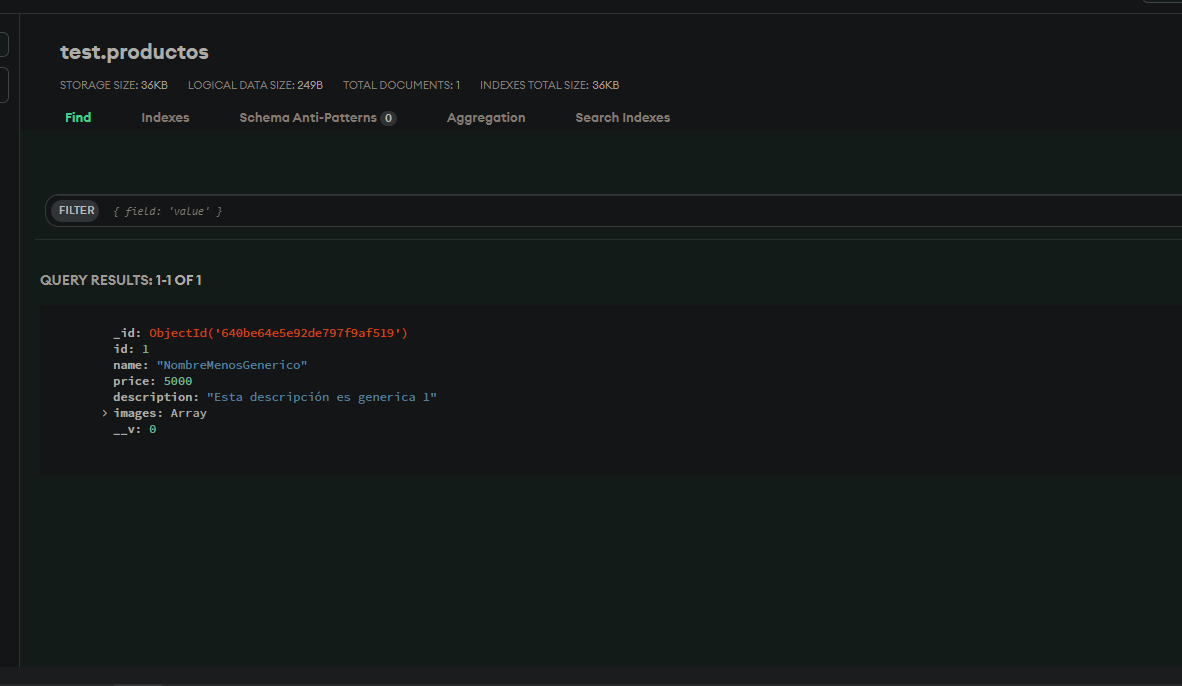 test.productos
STORAGE SIZE: 36KB LOGICAL DATA SIZE: 249B TOTAL DOCUMENTS: 1 INDEXES TOTAL SIZE: 36KB
Find Indexes Schema Anti-Patterns 0 Aggregation Search Indexes
FILTER { field: 'value' }
QUERY RESULTS: 1-1 OF 1
_id: ObjectId('640be64e5e92de797f9af519')
id: 1
name: "NombreMenosGenerico"
price: 5000
description: "Esta descripción es generica 1"
images: Array
__v: 0